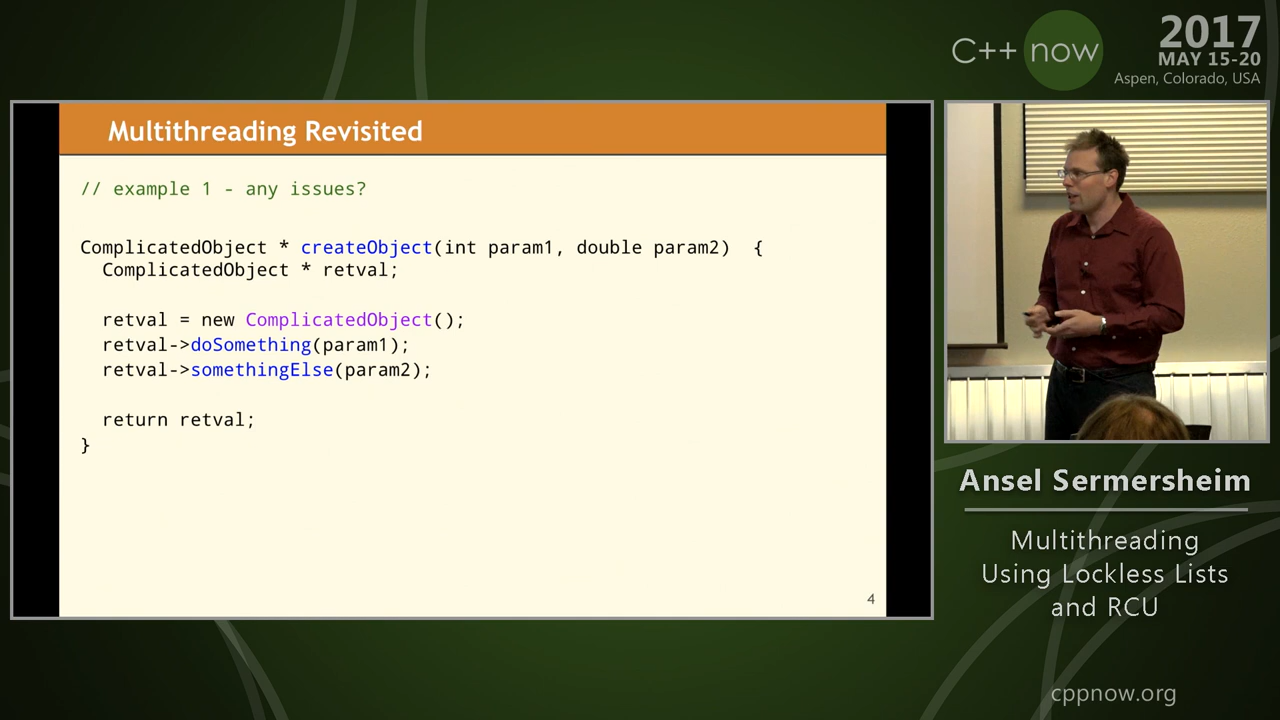 C++ now
2017
MAY 15-20
Aspen, Colorado, USA
Multithreading Revisited
// example 1 - any issues?
ComplicatedObject * createObject(int param1, double param2)  {
  ComplicatedObject * retval;
  retval = new ComplicatedObject();
  retval->doSomething(param1);
  retval->somethingElse(param2);
  return retval;
}
4
Ansel Sermersheim
Multithreading
Using Lockless Lists
and RCU
cppnow.org